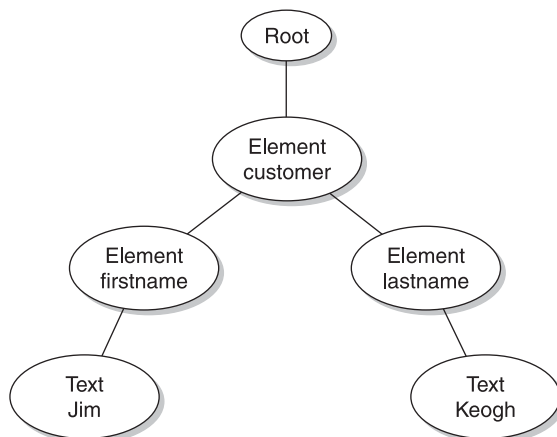 Root
Element
customer
Element
firstname
Element
lastname
Text
Jim
Text
Keogh